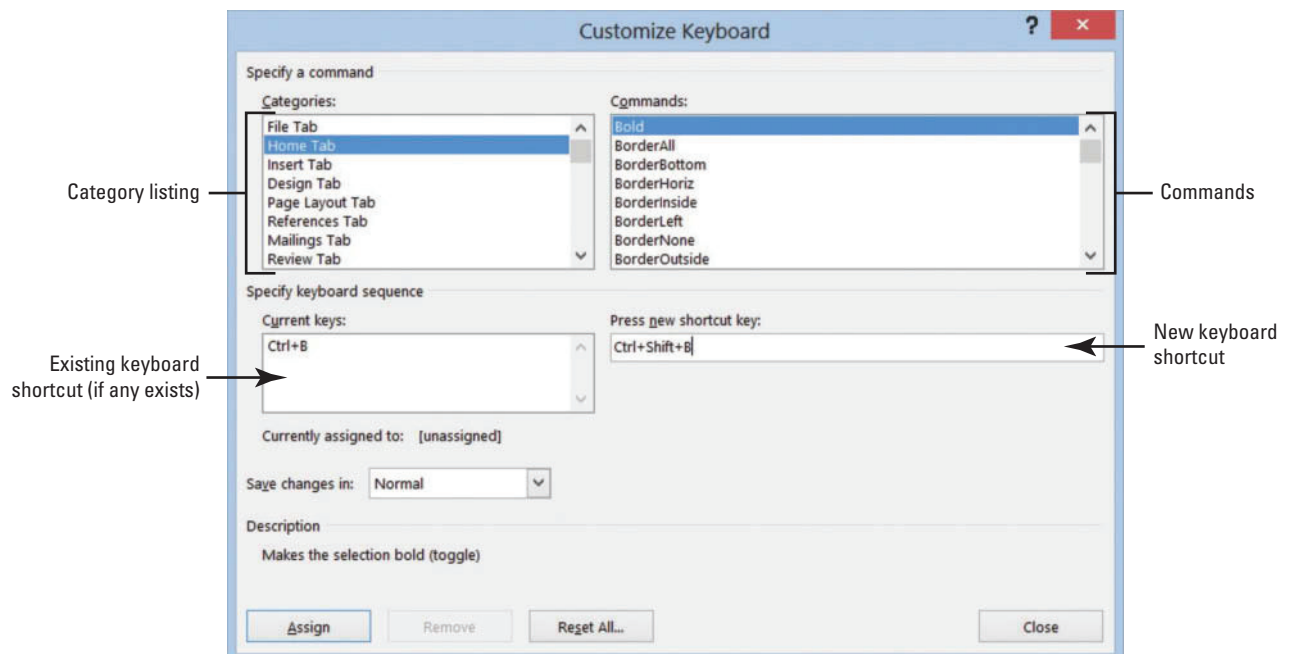 Customize Keyboard
?
Specify a command
Categories:
Commands:
File Tab
Home Tab
Insert Tab
Design Tab
Page Layout Tab
References Tab
Mailings Tab
Review Tab
Bold
BorderAll
BorderBottom
BorderHoriz
BorderInside
BorderLeft
BorderNone
BorderOutside
Category listing
Commands
Specify keyboard sequence
Current keys:
Press new shortcut key:
Ctrl+B
Ctrl+Shift+B
Existing keyboard
shortcut (if any exists)
New keyboard
shortcut
Currently assigned to: [unassigned]
Save changes in: Normal
Description
Makes the selection bold (toggle)
Assign
Remove
Reset All...
Close